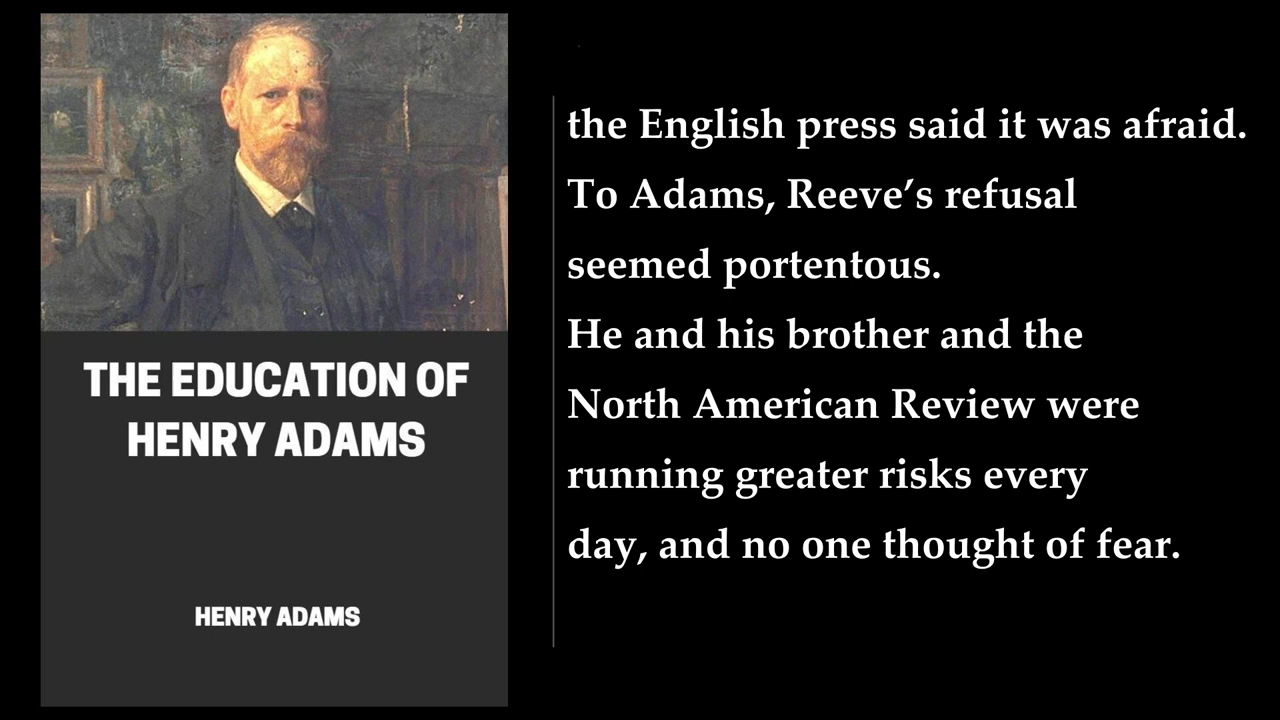 THE EDUCATION OF
HENRY ADAMS
HENRY ADAMS
the English press said it was afraid.
To Adams, Reeve’s refusal
seemed portentous.
He and his brother and the
North American Review were
running greater risks every
day, and no one thought of fear.